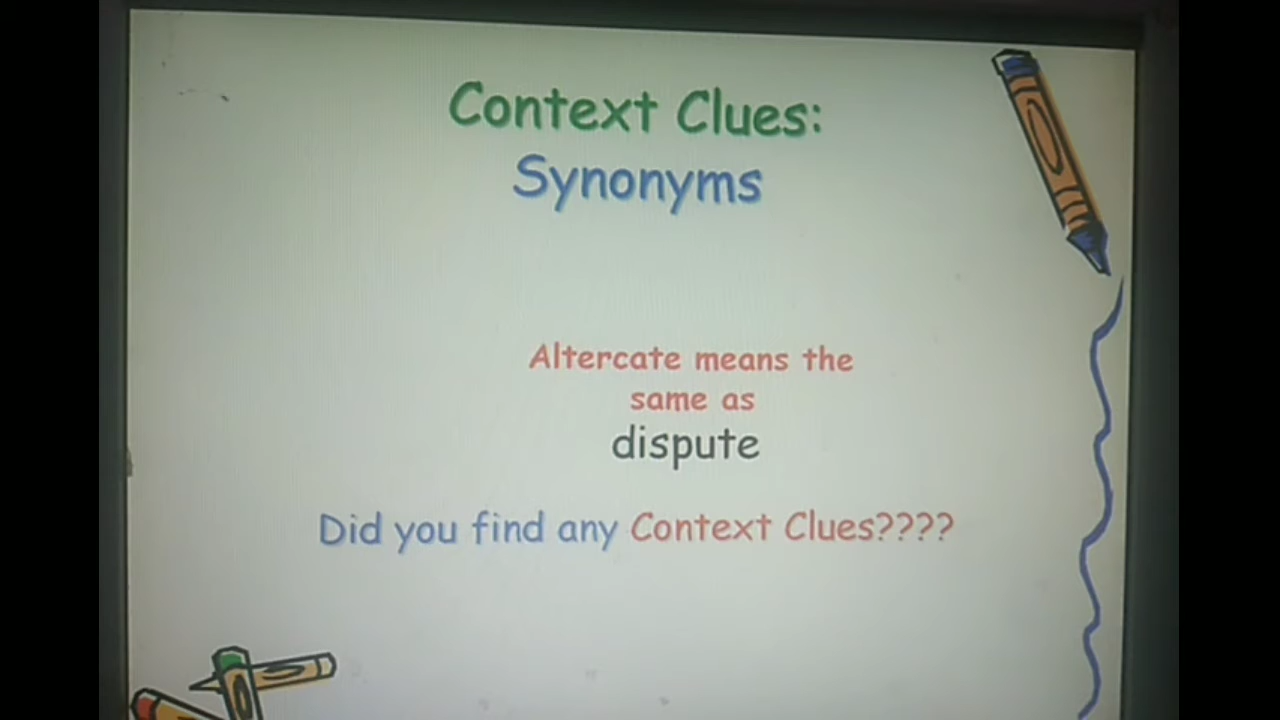 Context Clues:
Synonyms
Altercate means the
same as
dispute
Did you find any Context Clues????